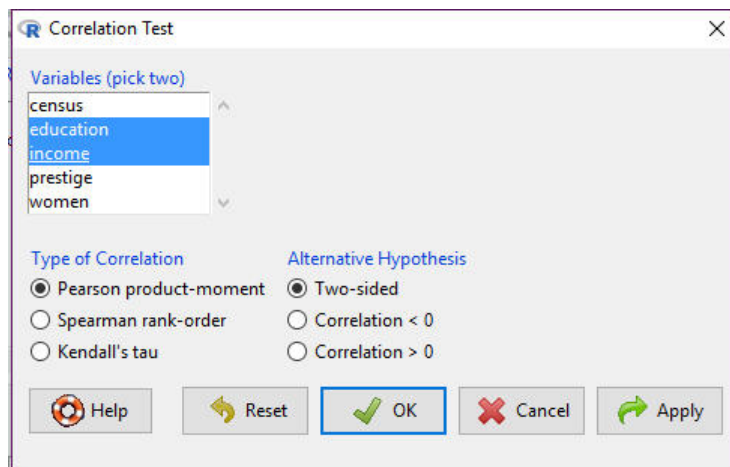 Correlation Test
Variables (pick two)
census
education
income
prestige
women
Type of Correlation
Pearson product-moment
Spearman rank-order
Kendall's tau
Alternative Hypothesis
Two-sided
Correlation < 0
Correlation > 0
Help
Reset
OK
Cancel
Apply